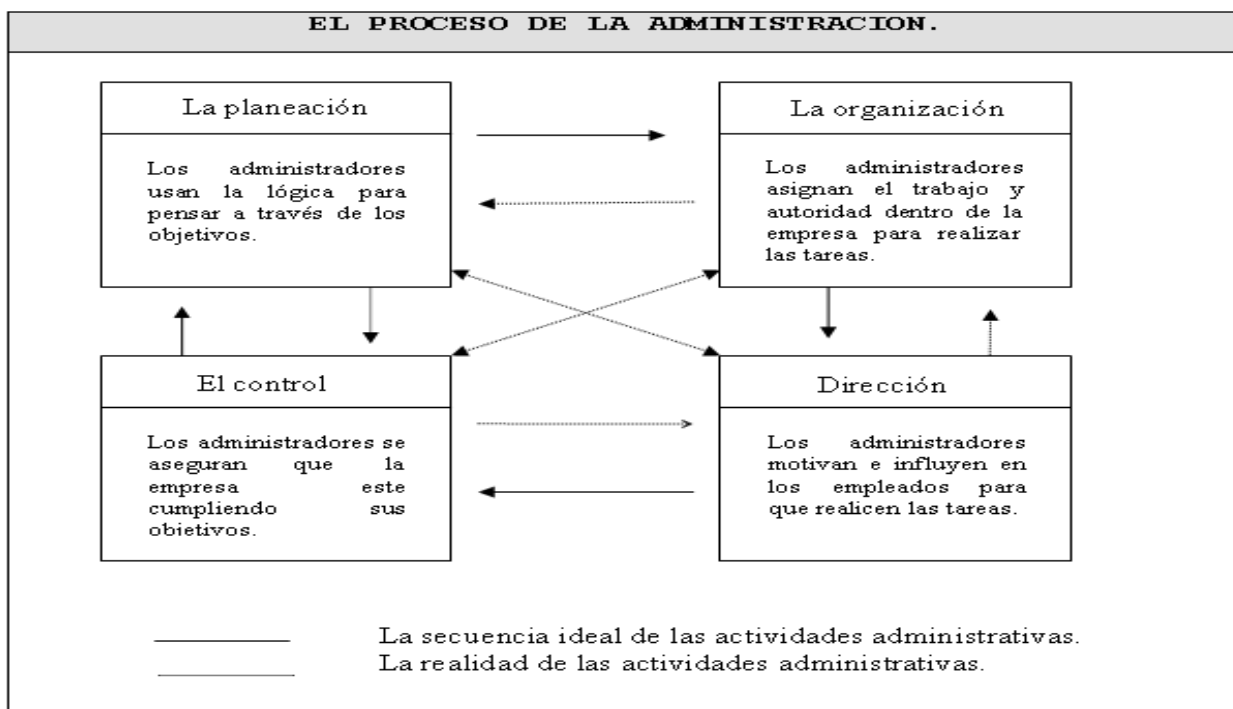 EL PROCESO DE LA ADMINISTRACION.
La planeación
Los administradores
usan la lógica para
pensar a través de los
objetivos.
La organización
Los administradores
asignan el trabajo y
autoridad dentro de la
empresa para realizar
las tareas.
El control
Los administradores se
aseguran que la
empresa este
cumpliendo sus
objetivos.
Dirección
Los administradores
motivan e influyen en
los empleados para
que realicen las tareas.
La secuencia ideal de las actividades administrativas.
La realidad de las actividades administrativas.